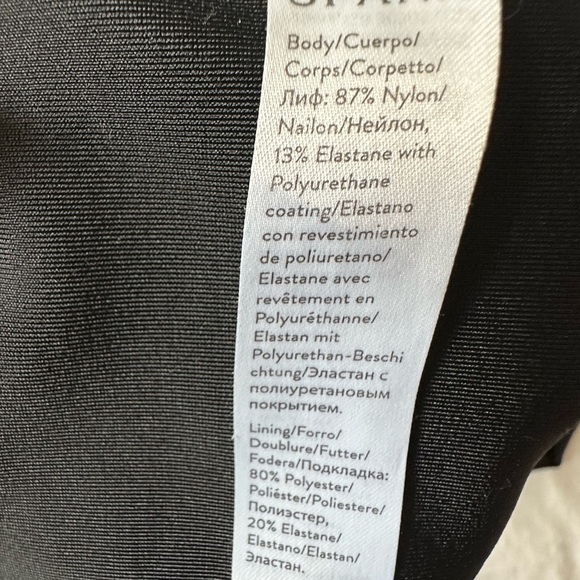 SPANX
Body/Cuerpo/
Corps/Corpetto/
Лиф: 87% Nylon/
Nailon/Нейлон,
13% Elastane with
Polyurethane
coating/Elastano
con revestimiento
de poliuretano/
Elastane avec
revêtement en
Polyuréthanne/
Elastan mit
Polyurethan-Beschi
chtung/Эластан с
полиуретановым
покрытием.
Lining/Forro/
Doublure/Futter/
Fodera/Подкладка:
80% Polyester/
Poliéster/Poliestere/
Полиэстер,
20% Elastane/
Elastano/Elastan/
Эластан.